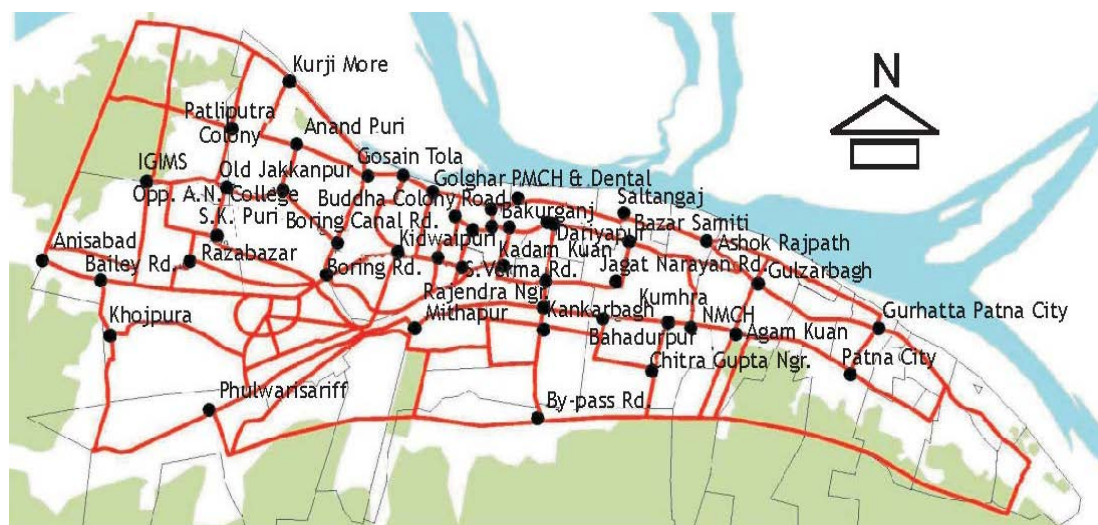 N
Kurji More
Patliputra
Colony
Anand Puri
IGIMS
Old Jakkanpur
Gosain Tola
Opp. A.N. College
Buddha Colony Road
Golghar PMCH & Dental
S.K. Puri
Boring Canal Rd.
Bakurganj
Saltangaj
Bazar Samiti
Anisabad
Razabazar
Kidwaipuri
Dariyapur
Ashok Rajpath
Bailey Rd.
Boring Rd.
Kadam Kuan
S.Verma Rd.
Jagat Narayan Rd.
Gulzarbagh
Khojpura
Rajendra Ngr.
Mithapur
Kankarbagh
Kumhra
NMCH
Gurhatta Patna City
Bahadurpur
Agam Kuan
Chitra Gupta Ngr.
Patna City
Phulwarisariff
By-pass Rd.